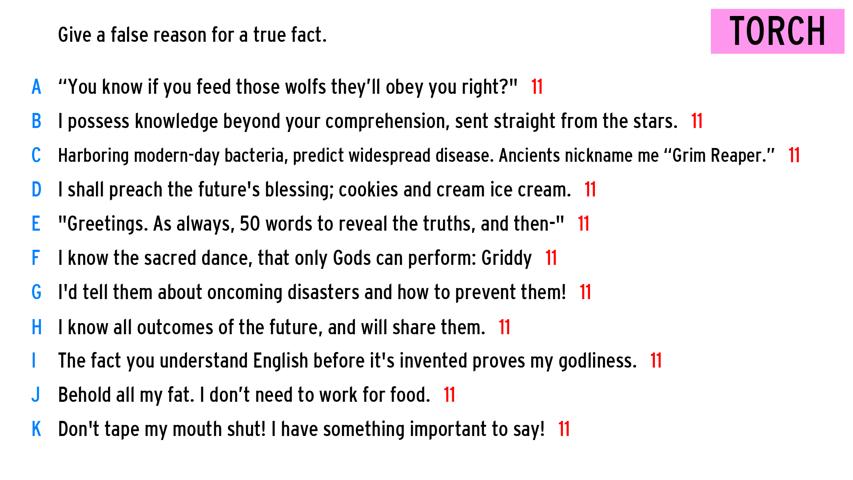 Give a false reason for a true fact.
TORCH
A “You know if you feed those wolfs they’ll obey you right?" 11
B I possess knowledge beyond your comprehension, sent straight from the stars. 11
C Harboring modern-day bacteria, predict widespread disease. Ancients nickname me “Grim Reaper.” 11
D I shall preach the future's blessing; cookies and cream ice cream. 11
E "Greetings. As always, 50 words to reveal the truths, and then-" 11
F I know the sacred dance, that only Gods can perform: Griddy 11
G I'd tell them about oncoming disasters and how to prevent them! 11
H I know all outcomes of the future, and will share them. 11
I The fact you understand English before it's invented proves my godliness. 11
J Behold all my fat. I don’t need to work for food. 11
K Don't tape my mouth shut! I have something important to say! 11